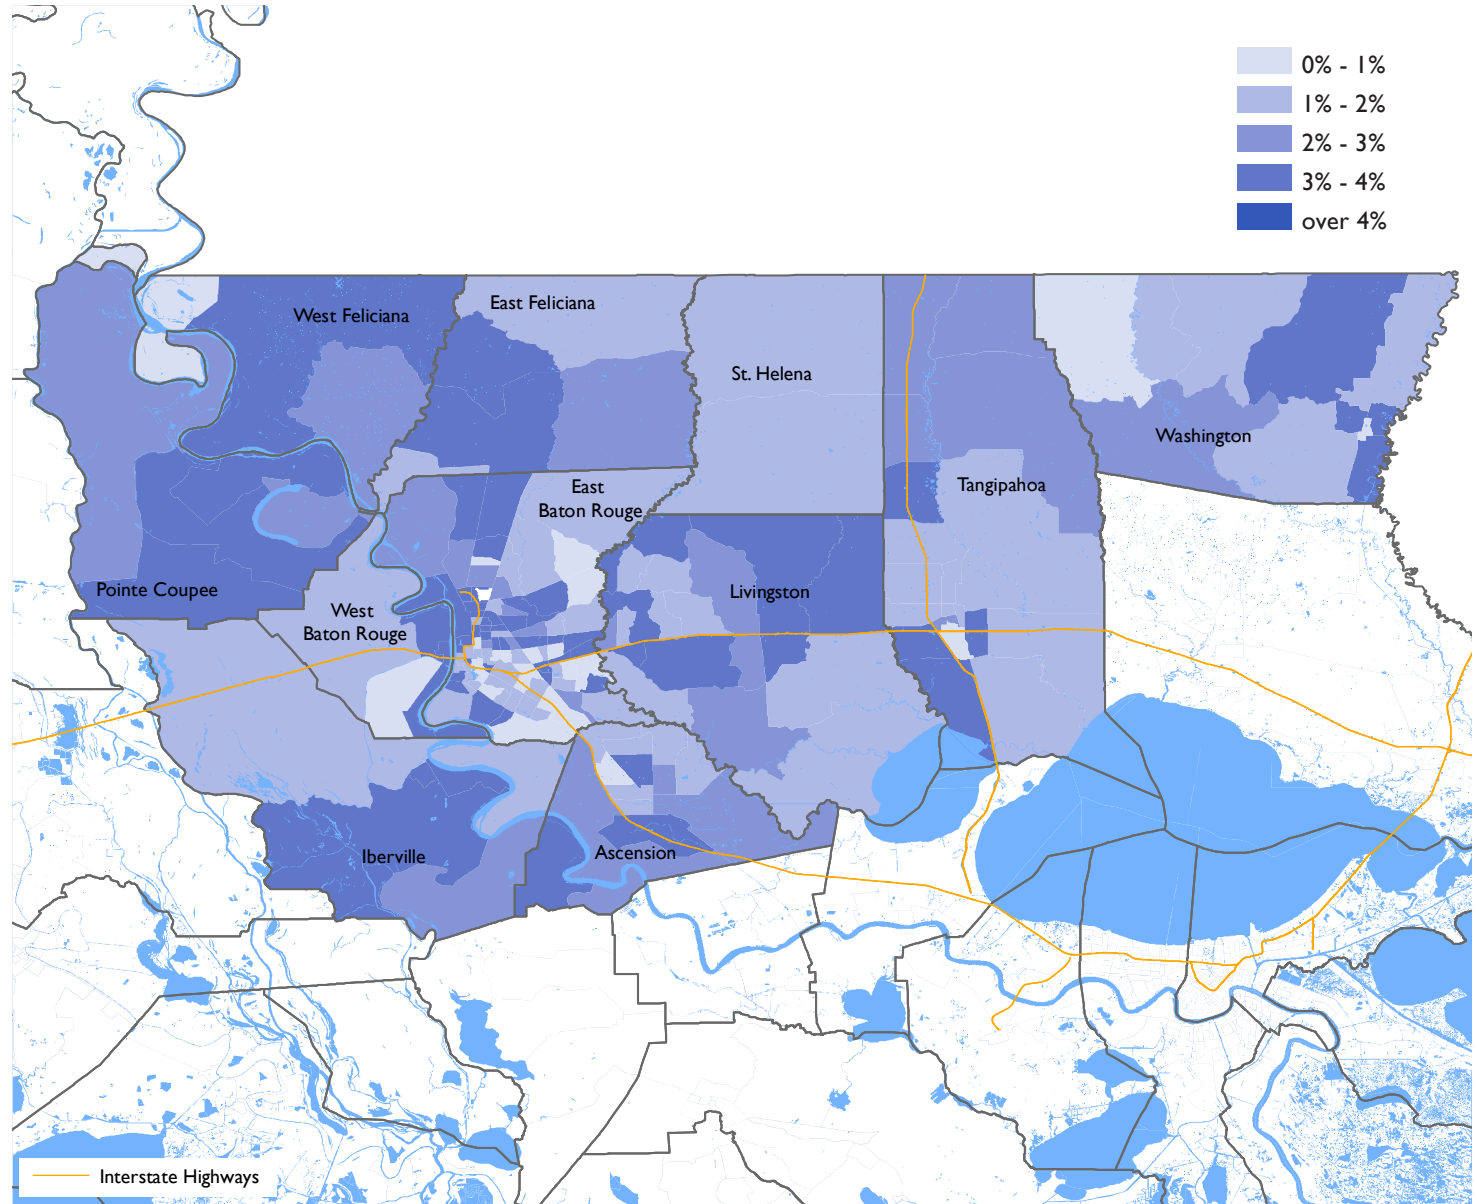 0% - 1%
1% - 2%
2% - 3%
3% - 4%
over 4%
West Feliciana
East Feliciana
St. Helena
Washington
Tangipahoa
East
Baton Rouge
Pointe Coupee
West
Baton Rouge
Livingston
Iberville
Ascension
Interstate Highways